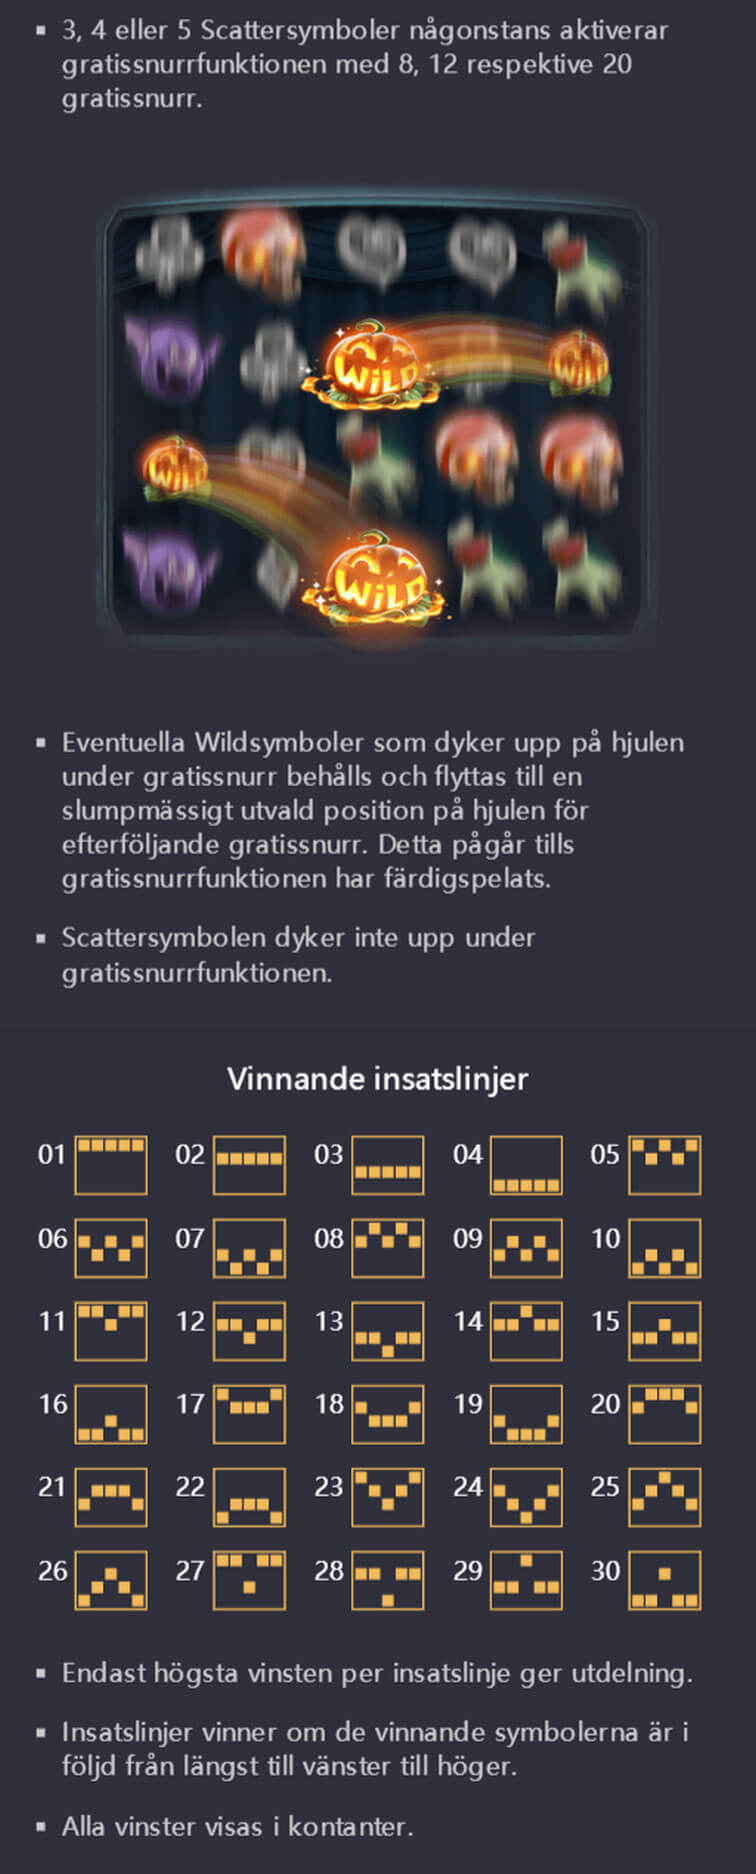 ▪ 3, 4 eller 5 Scattersymboler någonstans aktiverar
gratissnurrfunktionen med 8, 12 respektive 20
gratissnurr.
WiLD
WiLD
WiLD
WiLD
▪ Eventuella Wildsymboler som dyker upp på hjulen
under gratissnurr behålls och flyttas till en
slumpmässigt utvald position på hjulen för
efterföljande gratissnurr. Detta pågår tills
gratissnurrfunktionen har färdigspelats.
▪ Scattersymbolen dyker inte upp under
gratissnurrfunktionen.
Vinnande insatslinjer
01 02 03 04 05
06 07 08 09 10
11 12 13 14 15
16 17 18 19 20
21 22 23 24 25
26 27 28 29 30
▪ Endast högsta vinsten per insatslinje ger utdelning.
▪ Insatslinjer vinner om de vinnande symbolerna är i
följd från längst till vänster till höger.
▪ Alla vinster visas i kontanter.